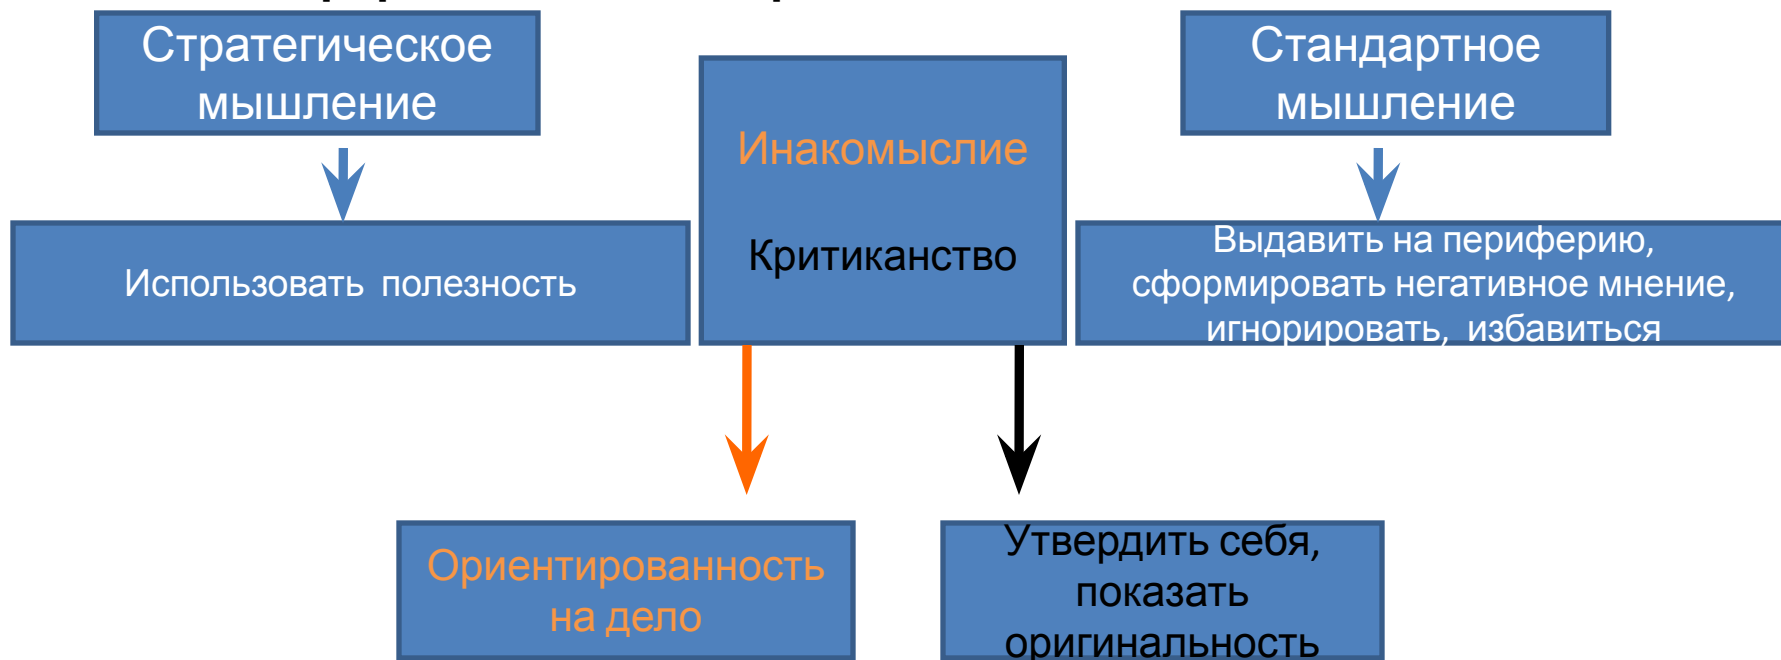 Стратегическое
мышление
Стандартное
мышление
Инакомыслие
Критиканство
Использовать полезность
Выдавить на периферию,
сформировать негативное мнение,
игнорировать, избавиться
Ориентированность
на дело
Утвердить себя,
показать
оригинальность